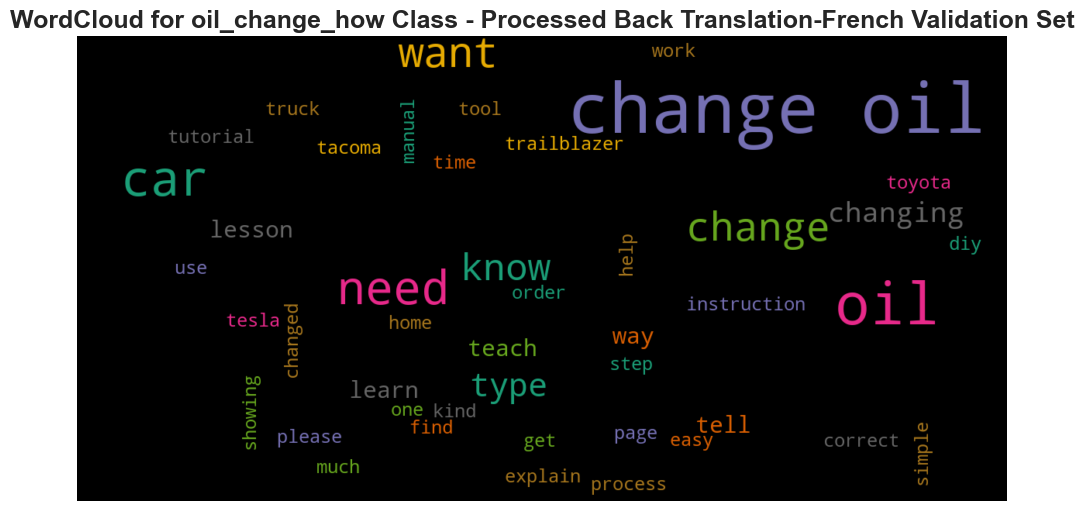 WordCloud for oil_change_how Class - Processed Back Translation-French Validation Set
want
work
change oil
truck
manual
tool
tutorial
tacoma
time
trailblazer
car
toyota
lesson
change
changing
diy
use
need
know
help
order
instruction
oil
tesla
changed
home
way
teach
step
showing
learn
type
one
kind
please
find
get
page
easy
tell
correct
simple
much
explain
process